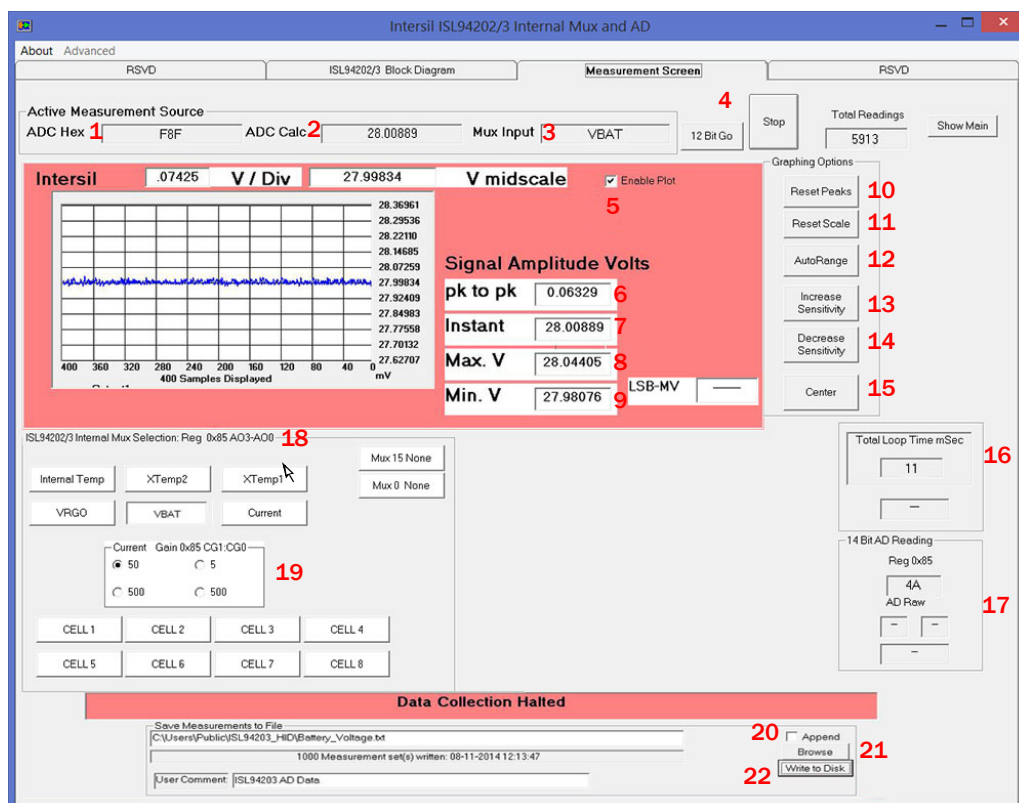 Intersil ISL94202/3 Internal Mux and AD
About Advanced
RSVD ISL94202/3 Block Diagram Measurement Screen RSVD
Active Measurement Source
ADC Hex 1 F8F ADC Calc 2 28.00889 Mux Input 3 VBAT
4
12 Bit Go
Stop
Total Readings
5913
Show Main
Intersil .07425 V / Div 27.99834 V midscale
Enable Plot
5
28.36961
28.29536
28.22110
28.14685
28.07259
27.99834
27.92409
27.84983
27.77558
27.70132
27.62707
400 360 320 280 240 200 160 120 80 40 0
mV
400 Samples Displayed
Signal Amplitude Volts
pk to pk 0.06329 6
Instant 28.00889 7
Max. V 28.04405 8
Min. V 27.98076 9
LSB-MV
Graphing Options
Reset Peaks 10
Reset Scale 11
AutoRange 12
Increase
Sensitivity 13
Decrease
Sensitivity 14
Center 15
ISL94202/3 Internal Mux Selection: Reg 0x85 AO3-AO0 18
Internal Temp XTemp2 XTemp1
VRGO VBAT Current
Mux 15 None
Mux 0 None
Current Gain 0x85 CG1:CG0
50 5
500 500
19
CELL 1 CELL 2 CELL 3 CELL 4
CELL 5 CELL 6 CELL 7 CELL 8
Total Loop Time mSec 16
11
–
14 Bit AD Reading
Reg 0x85
4A
AD Raw
17
– –
–
Data Collection Halted
Save Measurements to File
C:\Users\Public\ISL94203_HID\Battery_Voltage.txt
1000 Measurement set(s) written: 08-11-2014 12:13:47
User Comment ISL94203 AD Data
20 Append
Browse 21
22 Write to Disk